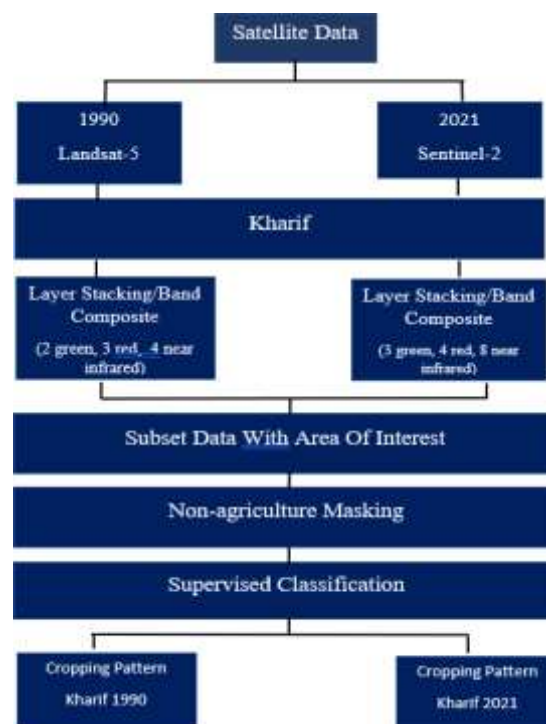 Satellite Data
1990
Landsat-5
2021
Sentinel-2
Kharif
Layer Stacking/Band
Composite
(2 green, 3 red, 4 near
infrared)
Layer Stacking/Band
Composite
(3 green, 4 red, 8 near
infrared)
Subset Data With Area Of Interest
Non-agriculture Masking
Supervised Classification
Cropping Pattern
Kharif 1990
Cropping Pattern
Kharif 2021